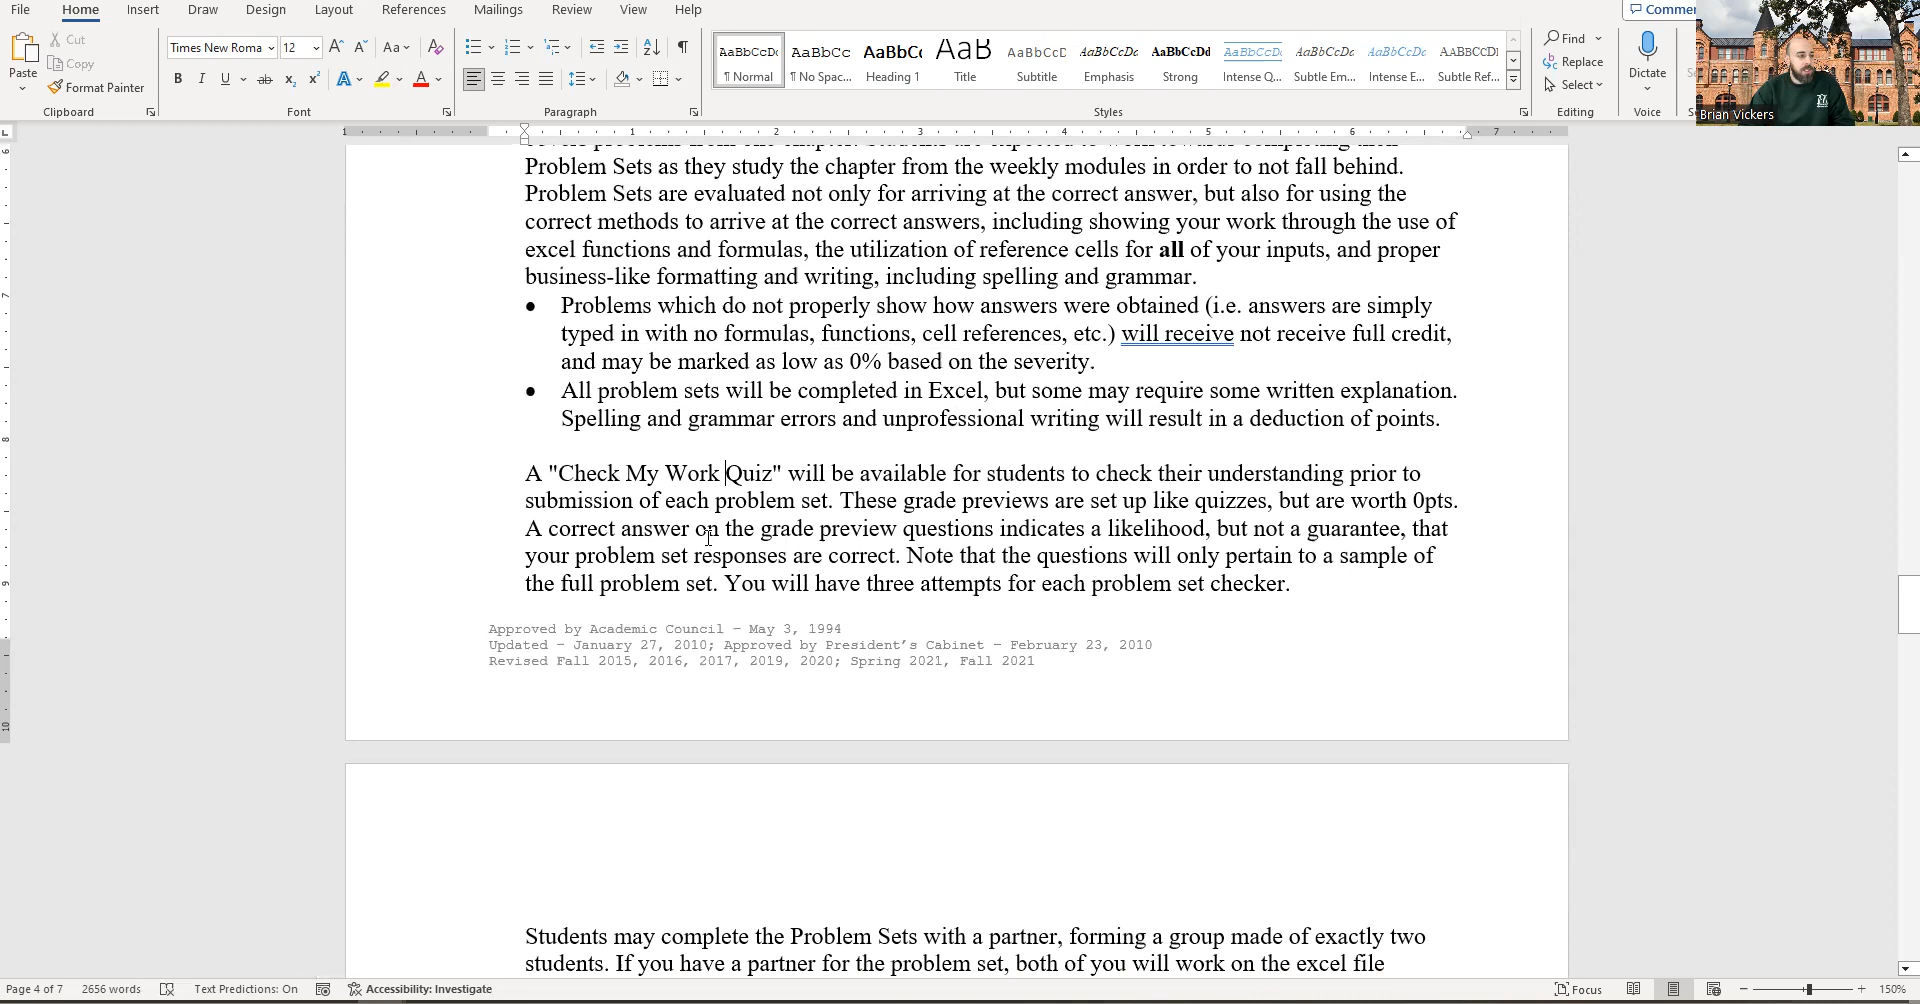 File Home Insert Draw Design Layout References Mailings Review View Help
Paste
Cut
Copy
Format Painter
Clipboard
Times New Roma 12
Font
Paragraph
AaBbCcDc AaBbCc AaBbCc AaB AaBbCcD AaBbCcDc AaBbCcDd AaBbCcDc AaBbCcDc AaBbCcDc AABBCCDI
¶ Normal ¶ No Spac... Heading 1 Title Subtitle Emphasis Strong Intense Q... Subtle Em... Intense E... Subtle Ref...
Styles
Find
Replace
Select
Editing
Dictate
Voice
Brian Vickers
1 1 2 3 4 5 6 7
Problem Sets as they study the chapter from the weekly modules in order to not fall behind.
Problem Sets are evaluated not only for arriving at the correct answer, but also for using the
correct methods to arrive at the correct answers, including showing your work through the use of
excel functions and formulas, the utilization of reference cells for all of your inputs, and proper
business-like formatting and writing, including spelling and grammar.
• Problems which do not properly show how answers were obtained (i.e. answers are simply
typed in with no formulas, functions, cell references, etc.) will receive not receive full credit,
and may be marked as low as 0% based on the severity.
• All problem sets will be completed in Excel, but some may require some written explanation.
Spelling and grammar errors and unprofessional writing will result in a deduction of points.
A "Check My Work Quiz" will be available for students to check their understanding prior to
submission of each problem set. These grade previews are set up like quizzes, but are worth 0pts.
A correct answer on the grade preview questions indicates a likelihood, but not a guarantee, that
your problem set responses are correct. Note that the questions will only pertain to a sample of
the full problem set. You will have three attempts for each problem set checker.
Approved by Academic Council – May 3, 1994
Updated – January 27, 2010; Approved by President's Cabinet – February 23, 2010
Revised Fall 2015, 2016, 2017, 2019, 2020; Spring 2021, Fall 2021
Students may complete the Problem Sets with a partner, forming a group made of exactly two
students. If you have a partner for the problem set, both of you will work on the excel file
Page 4 of 7 2656 words Text Predictions: On Accessibility: Investigate Focus 150%